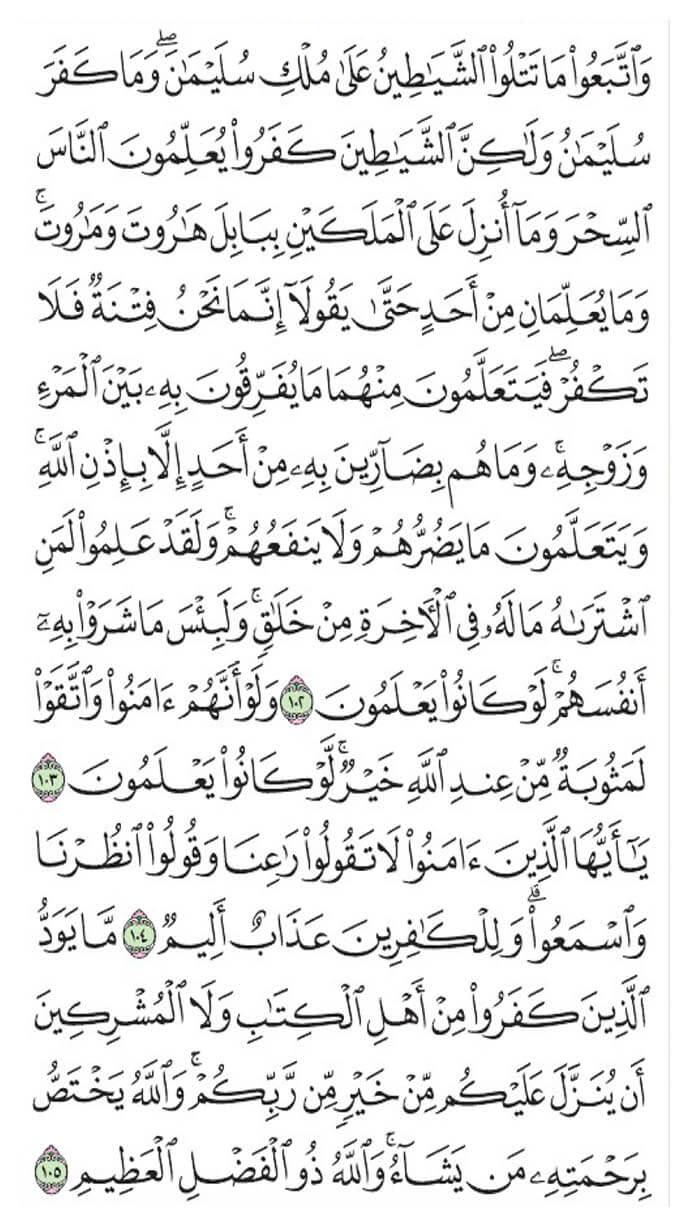 وَٱتَّبَعُوا۟ مَا تَتْلُوا۟ ٱلشَّيَـٰطِينُ عَلَىٰ مُلْكِ سُلَيْمَـٰنَ ۖ وَمَا كَفَرَ
سُلَيْمَـٰنُ وَلَـٰكِنَّ ٱلشَّيَـٰطِينَ كَفَرُوا۟ يُعَلِّمُونَ ٱلنَّاسَ
ٱلسِّحْرَ وَمَآ أُنزِلَ عَلَى ٱلْمَلَكَيْنِ بِبَابِلَ هَـٰرُوتَ وَمَـٰرُوتَ ۚ
وَمَا يُعَلِّمَانِ مِنْ أَحَدٍ حَتَّىٰ يَقُولَآ إِنَّمَا نَحْنُ فِتْنَةٌ فَلَا
تَكْفُرْ ۖ فَيَتَعَلَّمُونَ مِنْهُمَا مَا يُفَرِّقُونَ بِهِۦ بَيْنَ ٱلْمَرْءِ
وَزَوْجِهِۦ ۚ وَمَا هُم بِضَآرِّينَ بِهِۦ مِنْ أَحَدٍ إِلَّا بِإِذْنِ ٱللَّهِ ۚ
وَيَتَعَلَّمُونَ مَا يَضُرُّهُمْ وَلَا يَنفَعُهُمْ ۚ وَلَقَدْ عَلِمُوا۟ لَمَنِ
ٱشْتَرَىٰهُ مَا لَهُۥ فِى ٱلْـَٔاخِرَةِ مِنْ خَلَـٰقٍ ۚ وَلَبِئْسَ مَا شَرَوْا۟ بِهِۦٓ
أَنفُسَهُمْ ۚ لَوْ كَانُوا۟ يَعْلَمُونَ ١٠٢ وَلَوْ أَنَّهُمْ ءَامَنُوا۟ وَٱتَّقَوْا۟
لَمَثُوبَةٌ مِّنْ عِندِ ٱللَّهِ خَيْرٌ ۖ لَّوْ كَانُوا۟ يَعْلَمُونَ ١٠٣
يَـٰٓأَيُّهَا ٱلَّذِينَ ءَامَنُوا۟ لَا تَقُولُوا۟ رَٰعِنَا وَقُولُوا۟ ٱنظُرْنَا
وَٱسْمَعُوا۟ ۗ وَلِلْكَـٰفِرِينَ عَذَابٌ أَلِيمٌ ١٠٤ مَّا يَوَدُّ
ٱلَّذِينَ كَفَرُوا۟ مِنْ أَهْلِ ٱلْكِتَـٰبِ وَلَا ٱلْمُشْرِكِينَ
أَن يُنَزَّلَ عَلَيْكُم مِّنْ خَيْرٍ مِّن رَّبِّكُمْ ۚ وَٱللَّهُ يَخْتَصُّ
بِرَحْمَتِهِۦ مَن يَشَآءُ ۚ وَٱللَّهُ ذُو ٱلْفَضْلِ ٱلْعَظِيمِ ١٠٥